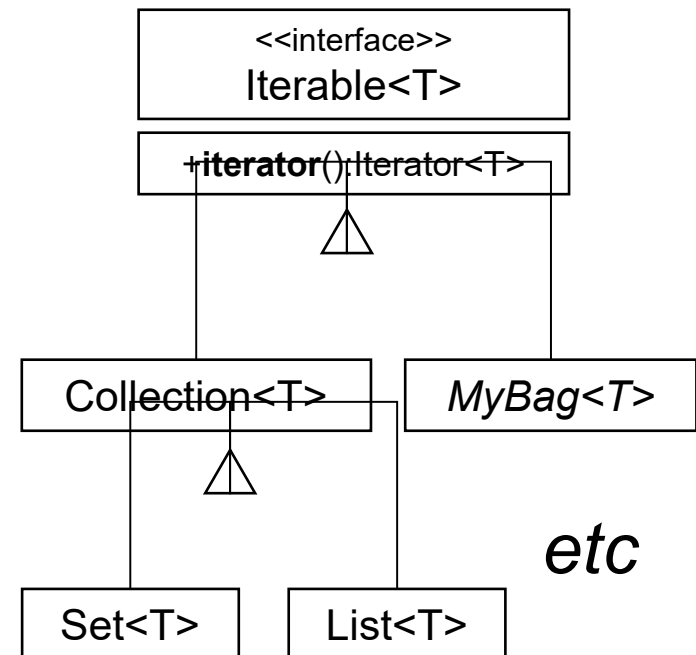 <<interface>>
Iterable<T>
+iterator():Iterator<T>
Collection<T>
MyBag<T>
etc
Set<T>
List<T>